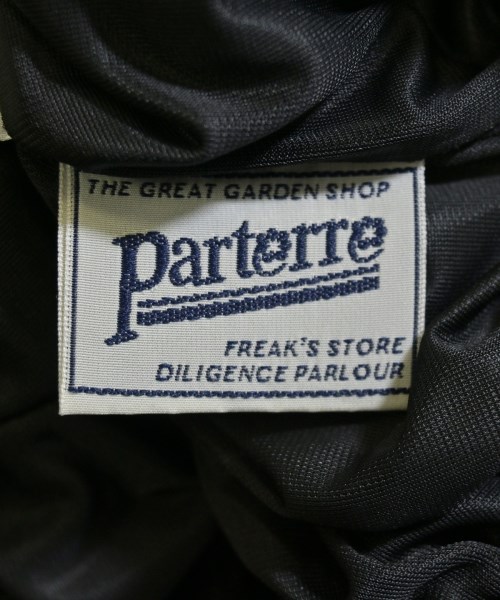 THE GREAT GARDEN SHOP
Parterre
FREAK'S STORE
DILIGENCE PARLOUR